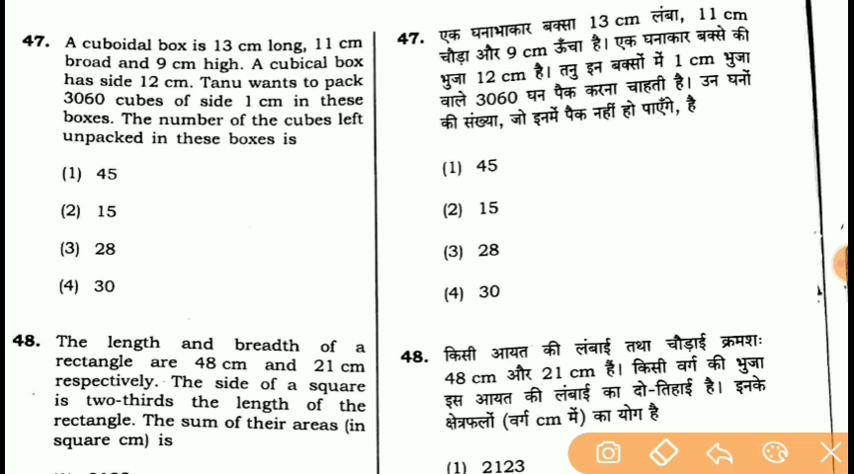 47. A cuboidal box is 13 cm long, 11 cm
broad and 9 cm high. A cubical box
has side 12 cm. Tanu wants to pack
3060 cubes of side 1 cm in these
boxes. The number of the cubes left
unpacked in these boxes is
(1) 45
(2) 15
(3) 28
(4) 30
48. The length and breadth of a
rectangle are 48 cm and 21 cm
respectively. The side of a square
is two-thirds the length of the
rectangle. The sum of their areas (in
square cm) is
47. एक घनाभाकार बक्सा 13 cm लंबा, 11 cm
चौड़ा और 9 cm ऊँचा है। एक घनाकार बक्से की
भुजा 12 cm है। तनु इन बक्सों में 1 cm भुजा
वाले 3060 घन पैक करना चाहती है। उन घनों
की संख्या, जो इनमें पैक नहीं हो पाएँगे, है
(1) 45
(2) 15
(3) 28
(4) 30
48. किसी आयत की लंबाई तथा चौड़ाई क्रमशः
48 cm और 21 cm हैं। किसी वर्ग की भुजा
इस आयत की लंबाई का दो-तिहाई है। इनके
क्षेत्रफलों (वर्ग cm में) का योग है
(1) 2123